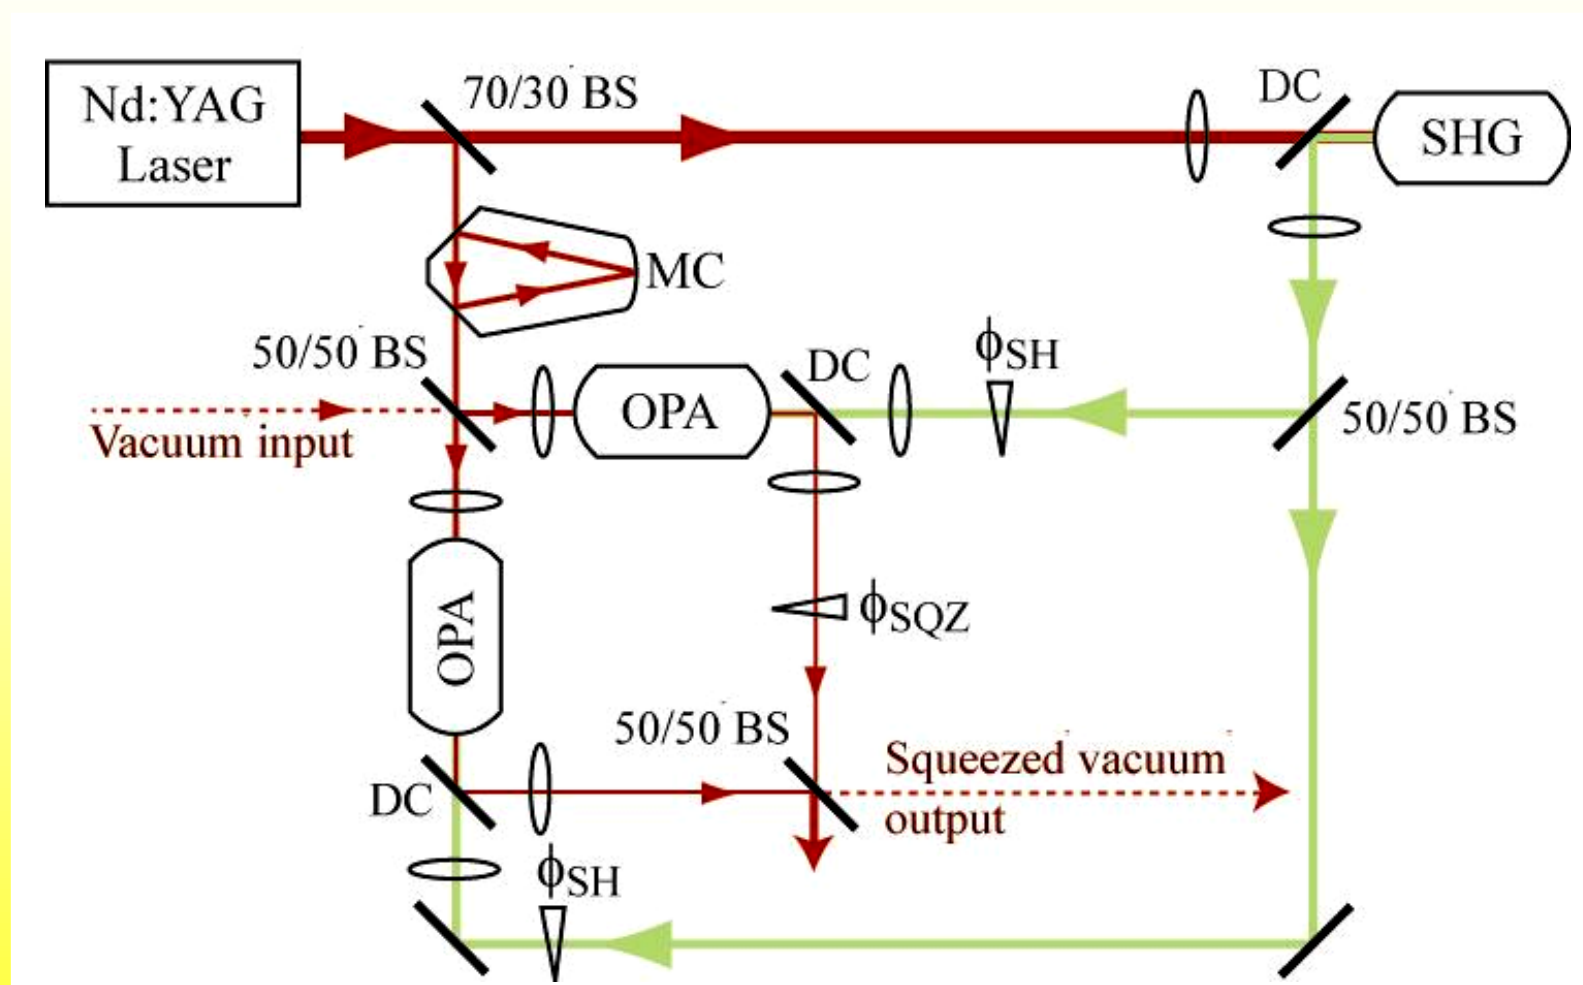 Nd:YAG
Laser
70/30 BS
DC
SHG
MC
50/50 BS
Vacuum input
OPA
DC
ϕSH
50/50 BS
OPA
ϕSQZ
50/50 BS
Squeezed vacuum
output
DC
ϕSH